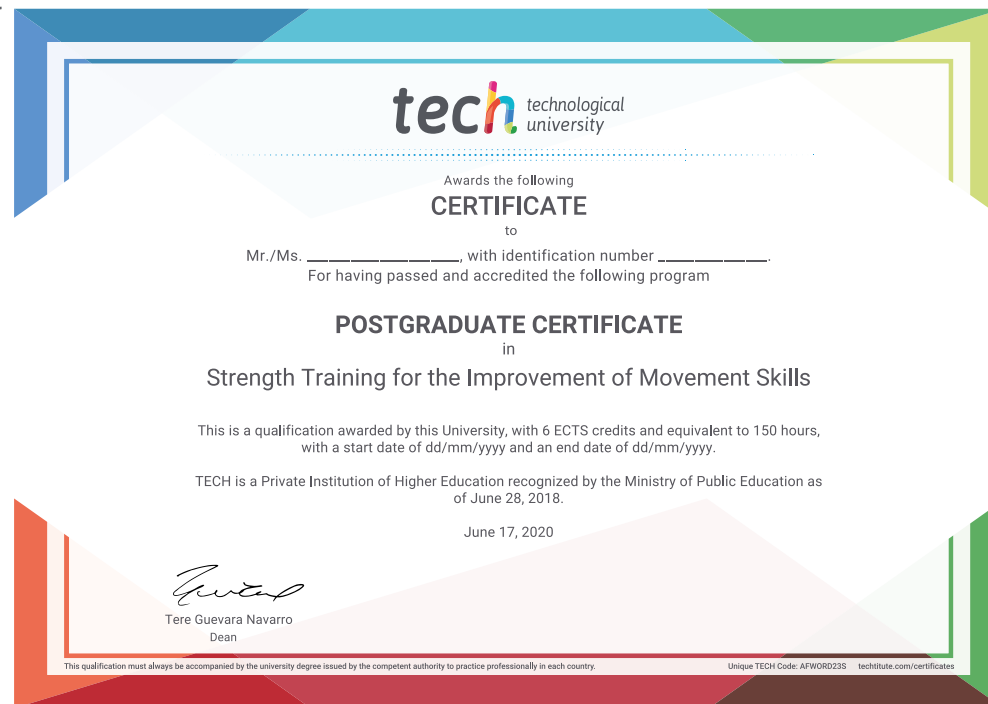 tech technological
university
Awards the following
CERTIFICATE
to
Mr./Ms. _________________, with identification number ____________.
For having passed and accredited the following program
POSTGRADUATE CERTIFICATE
in
Strength Training for the Improvement of Movement Skills
This is a qualification awarded by this University, with 6 ECTS credits and equivalent to 150 hours,
with a start date of dd/mm/yyyy and an end date of dd/mm/yyyy.
TECH is a Private Institution of Higher Education recognized by the Ministry of Public Education as
of June 28, 2018.
June 17, 2020
Tere Guevara Navarro
Dean
This qualification must always be accompanied by the university degree issued by the competent authority to practice professionally in each country.
Unique TECH Code: AFWORD23S techtitute.com/certificates